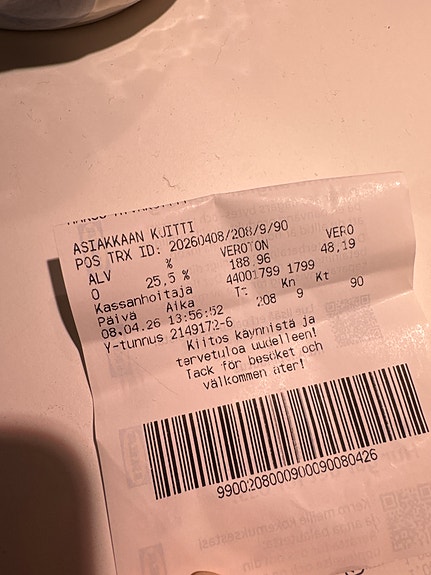 ASIAKKAAN KUITTI
POS TRX ID: 20260408/208/9/90
ALV % VEROTON VERO
0 25,5 % 188,96 48,19
Kassanhoitaja 44001799 1799
Päivä Aika T: Kn Kt
08.04.26 13:56:52 208 9 90
Y-tunnus 2149172-6
Kiitos käynnistä ja
tervetuloa uudelleen!
Tack för besöket och
välkommen åter!
9900208000900090080426